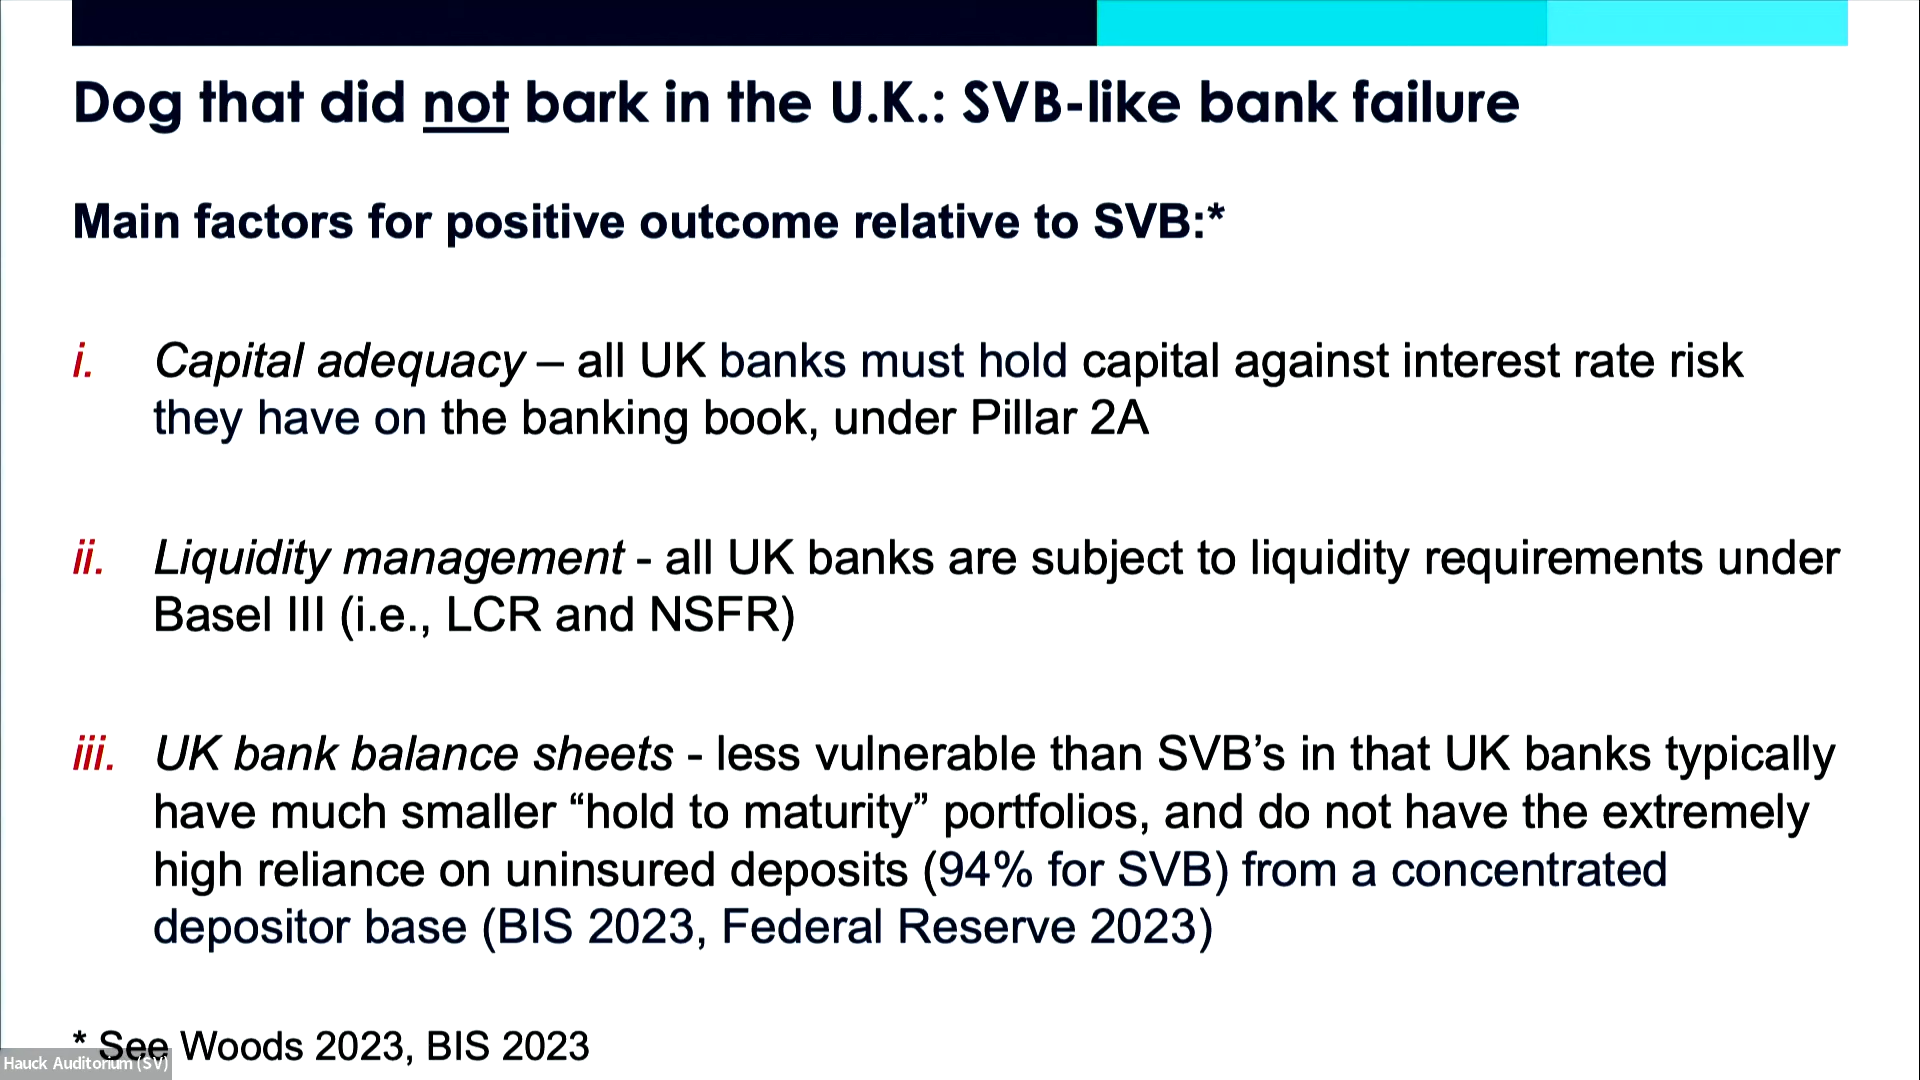 Dog that did not bark in the U.K.: SVB-like bank failure
Main factors for positive outcome relative to SVB:*
i. Capital adequacy – all UK banks must hold capital against interest rate risk
they have on the banking book, under Pillar 2A
ii. Liquidity management - all UK banks are subject to liquidity requirements under
Basel III (i.e., LCR and NSFR)
iii. UK bank balance sheets - less vulnerable than SVB’s in that UK banks typically
have much smaller “hold to maturity” portfolios, and do not have the extremely
high reliance on uninsured deposits (94% for SVB) from a concentrated
depositor base (BIS 2023, Federal Reserve 2023)
* See Woods 2023, BIS 2023
Hauck Auditorium (SV)